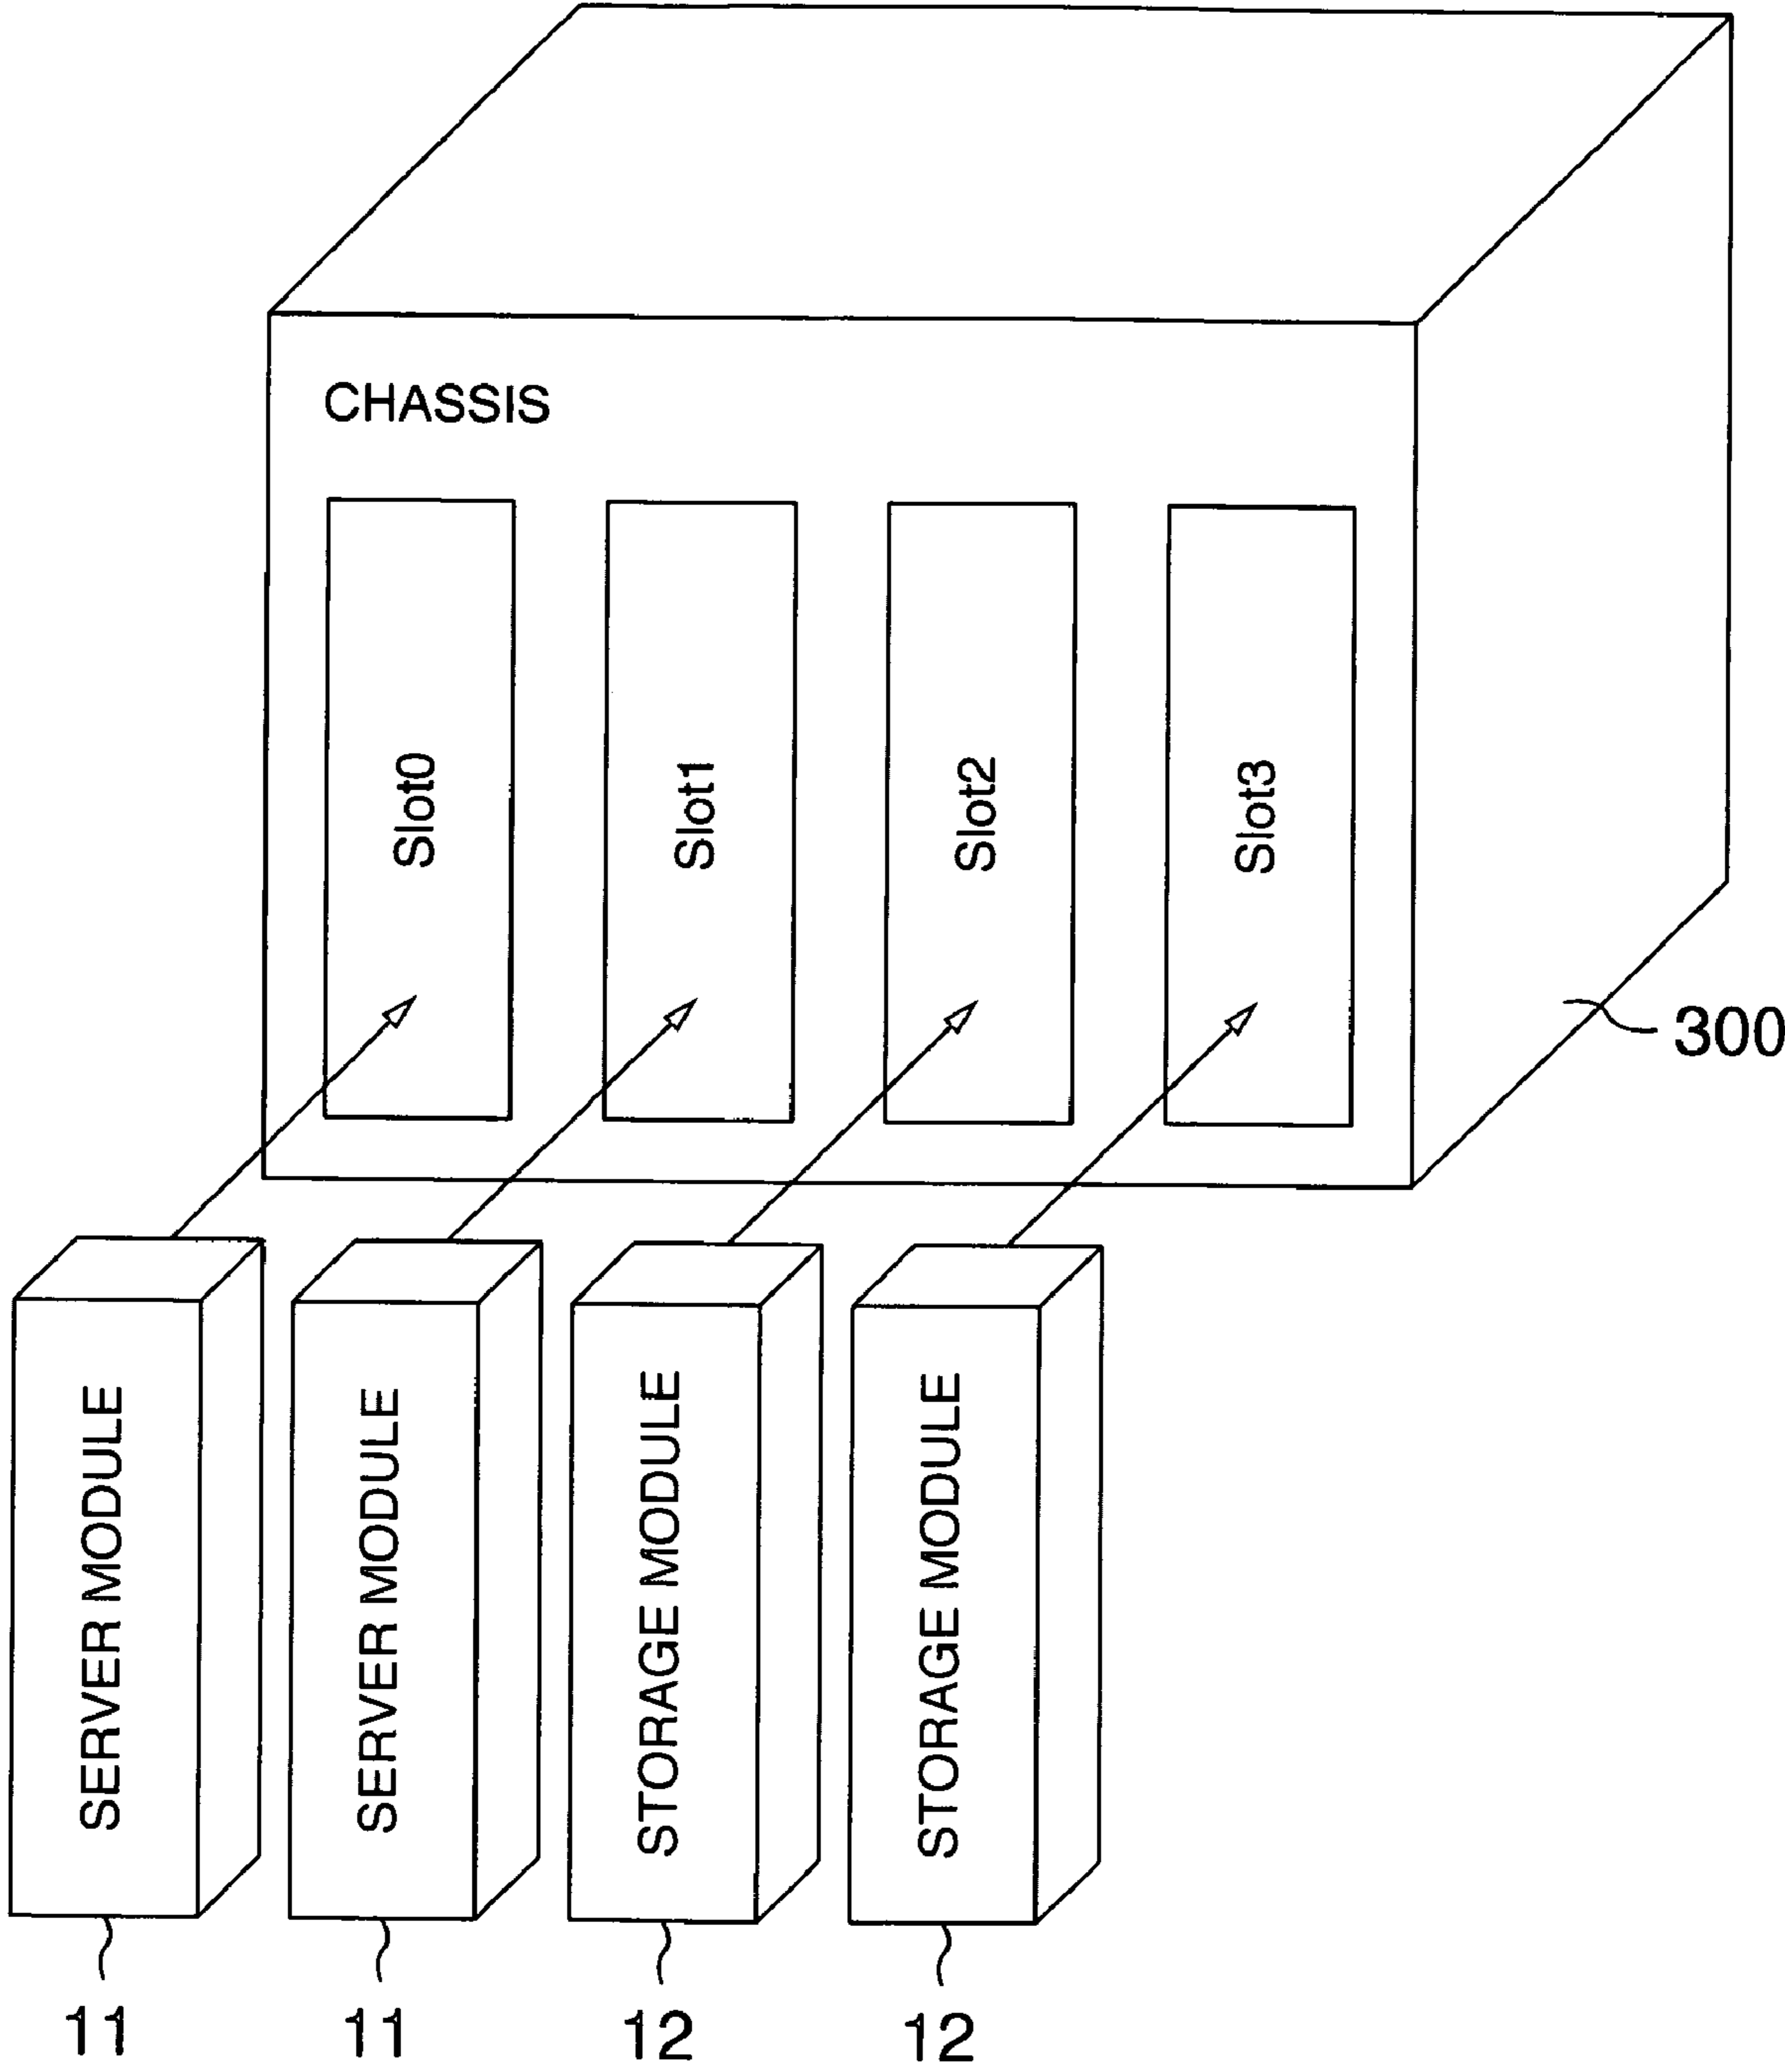 CHASSIS
Slot0
Slot1
Slot2
Slot3
300
SERVER MODULE
SERVER MODULE
STORAGE MODULE
STORAGE MODULE
11
11
12
12